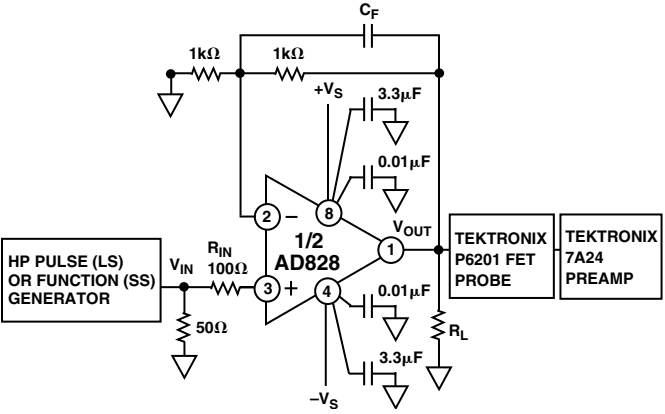 C_F
1kΩ 1kΩ
+V_S
3.3μF
0.01μF
2 −
8
V_OUT
1/2
AD828
1
HP PULSE (LS)
OR FUNCTION (SS)
GENERATOR
V_IN
R_IN
100Ω
3 +
4
50Ω
0.01μF
3.3μF
−V_S
R_L
TEKTRONIX
P6201 FET
PROBE
TEKTRONIX
7A24
PREAMP